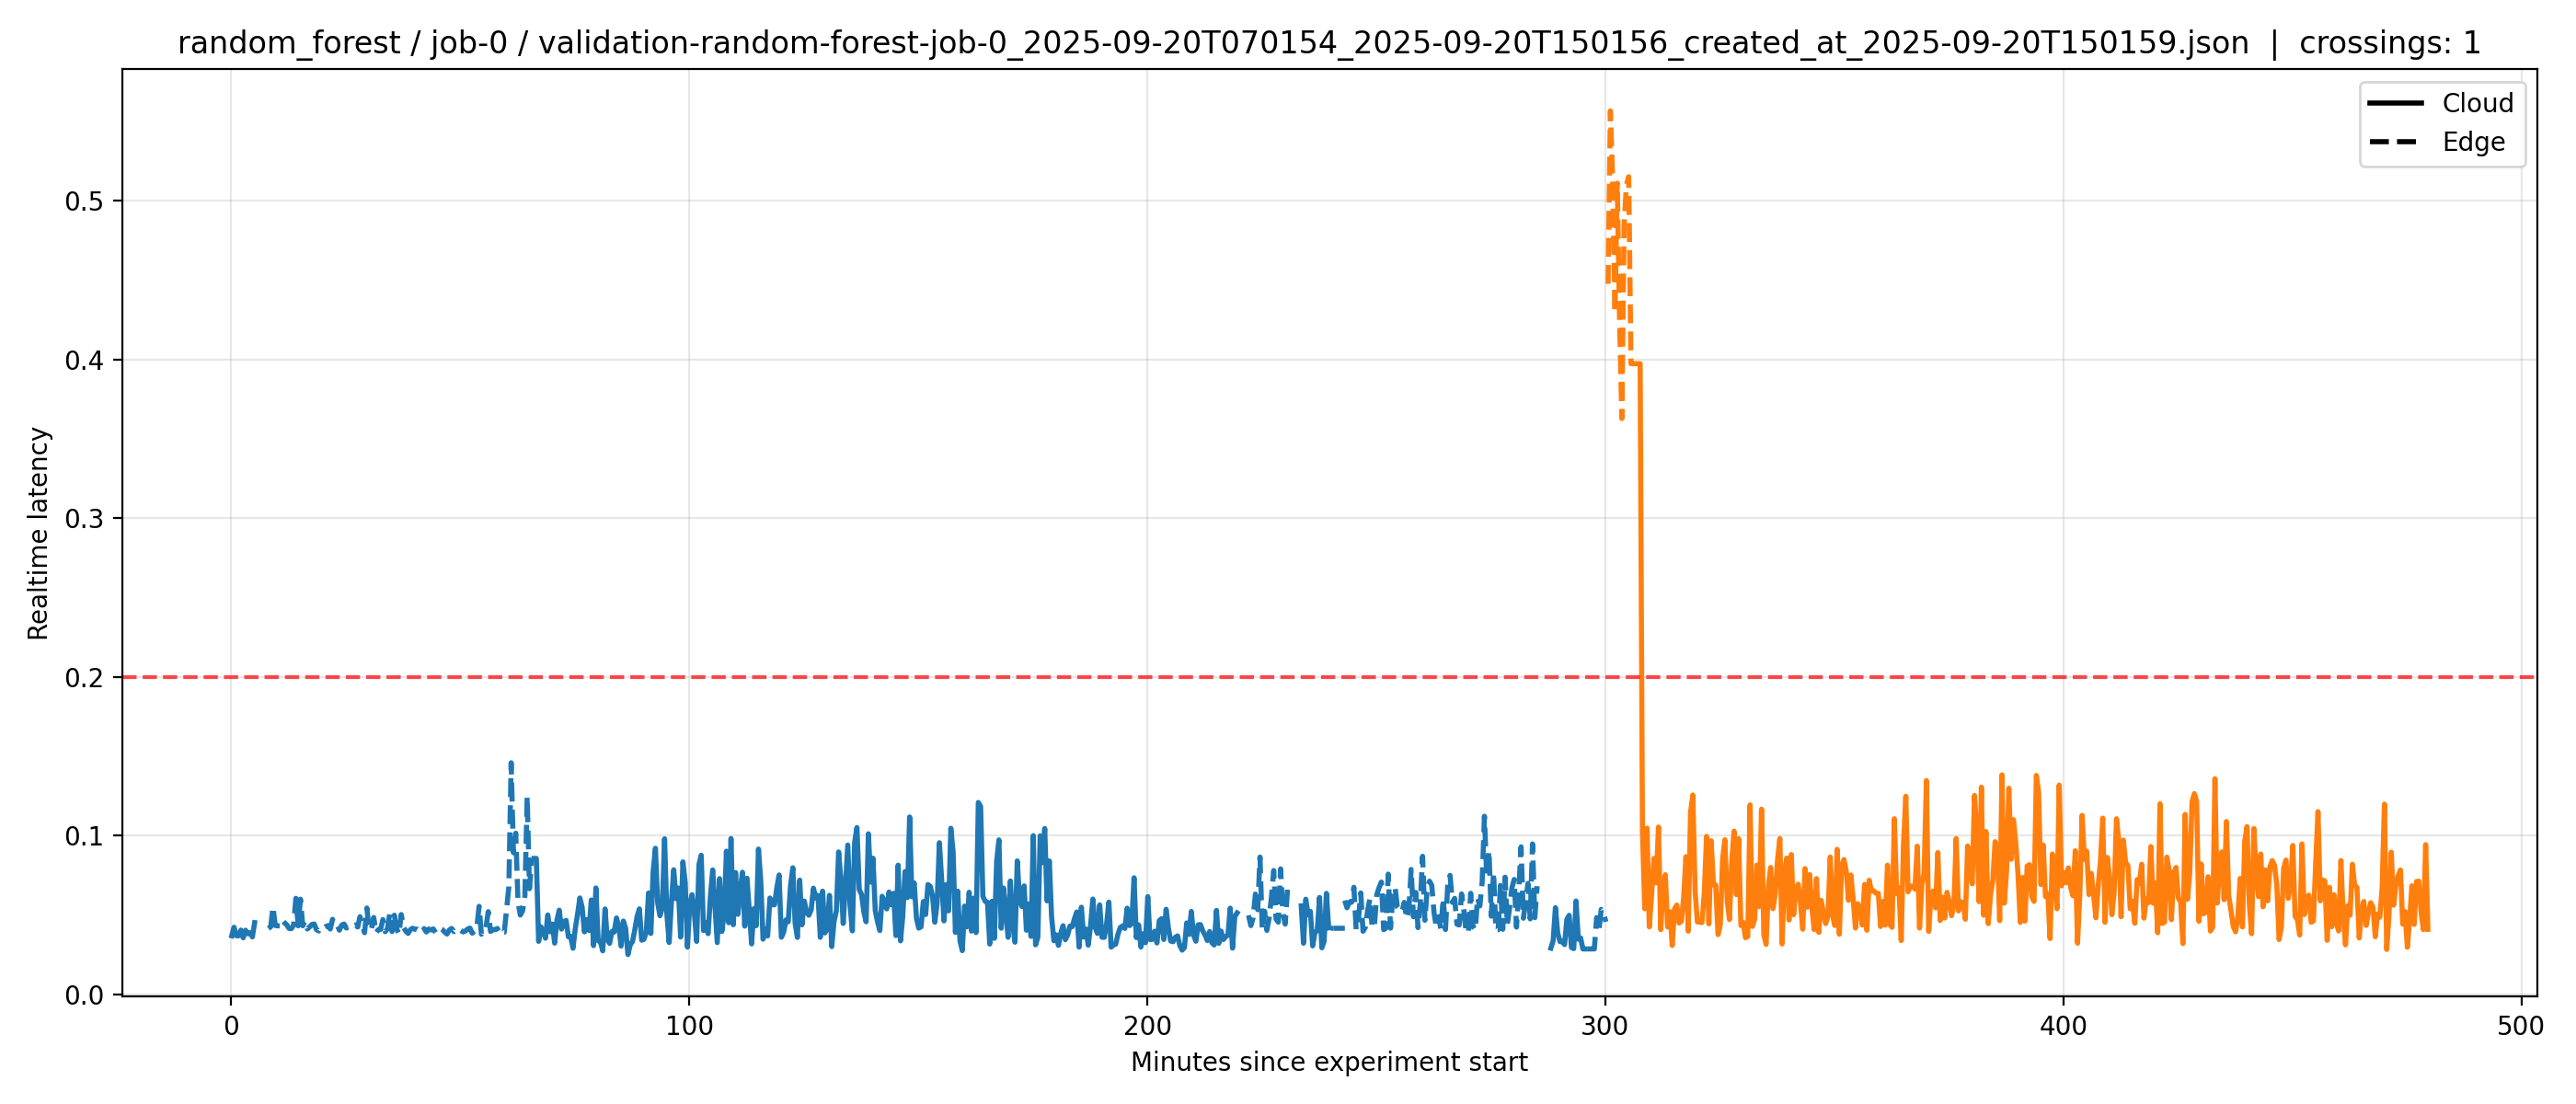 random_forest / job-0 / validation-random-forest-job-0_2025-09-20T070154_2025-09-20T150156_created_at_2025-09-20T150159.json | crossings: 1
Cloud
Edge
Realtime latency
0.5
0.4
0.3
0.2
0.1
0.0
0 100 200 300 400 500
Minutes since experiment start